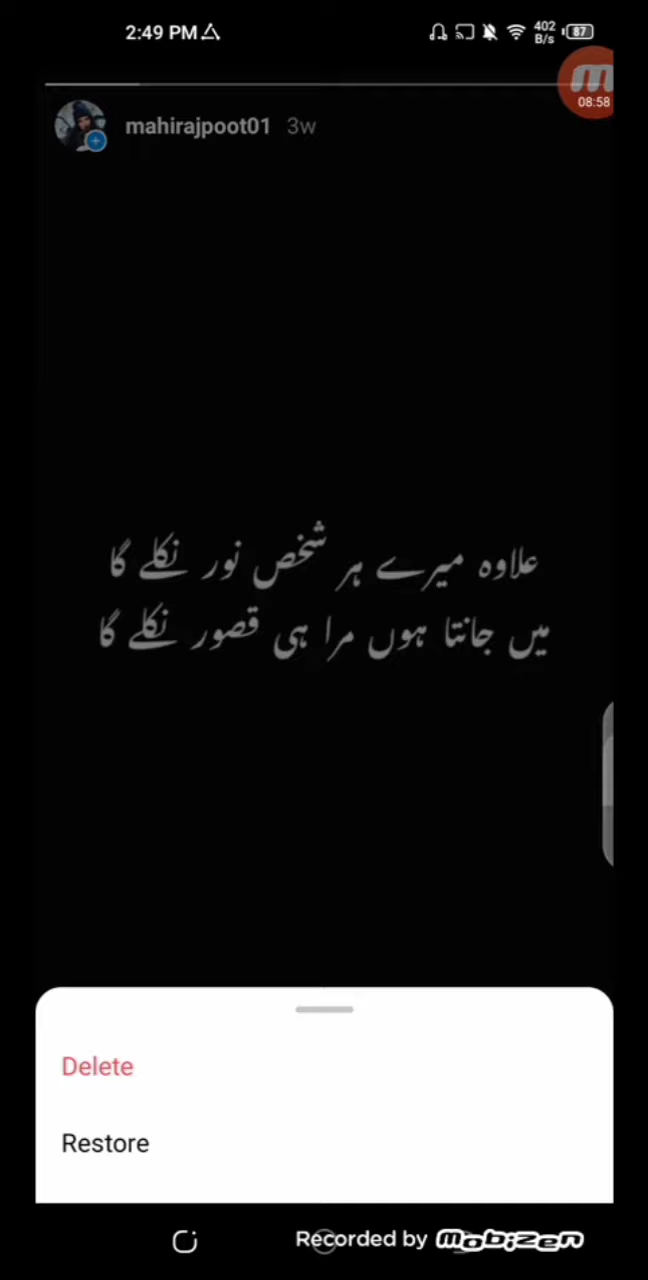 2:49 PM
402 B/s
87
08:58
mahirajpoot01 3w
علاوہ میرے ہر شخص نور نکلے گا
میں جانتا ہوں مرا ہی قصور نکلے گا
Delete
Restore
Recorded by mobizen